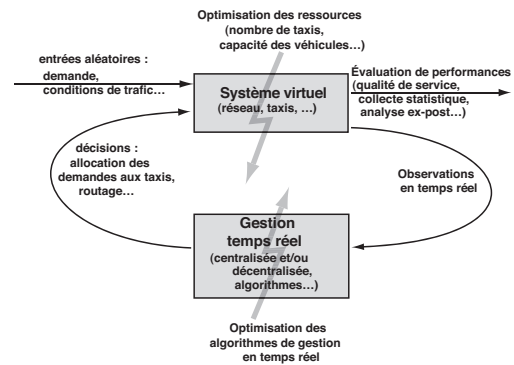 Optimisation des ressources
(nombre de taxis,
capacité des véhicules…)
entrées aléatoires :
demande,
conditions de trafic…
Système virtuel
(réseau, taxis, …)
Évaluation de performances
(qualité de service,
collecte statistique,
analyse ex-post…)
décisions :
allocation des
demandes aux taxis,
routage…
Observations
en temps réel
Gestion
temps réel
(centralisée et/ou
décentralisée,
algorithmes…)
Optimisation des
algorithmes de gestion
en temps réel